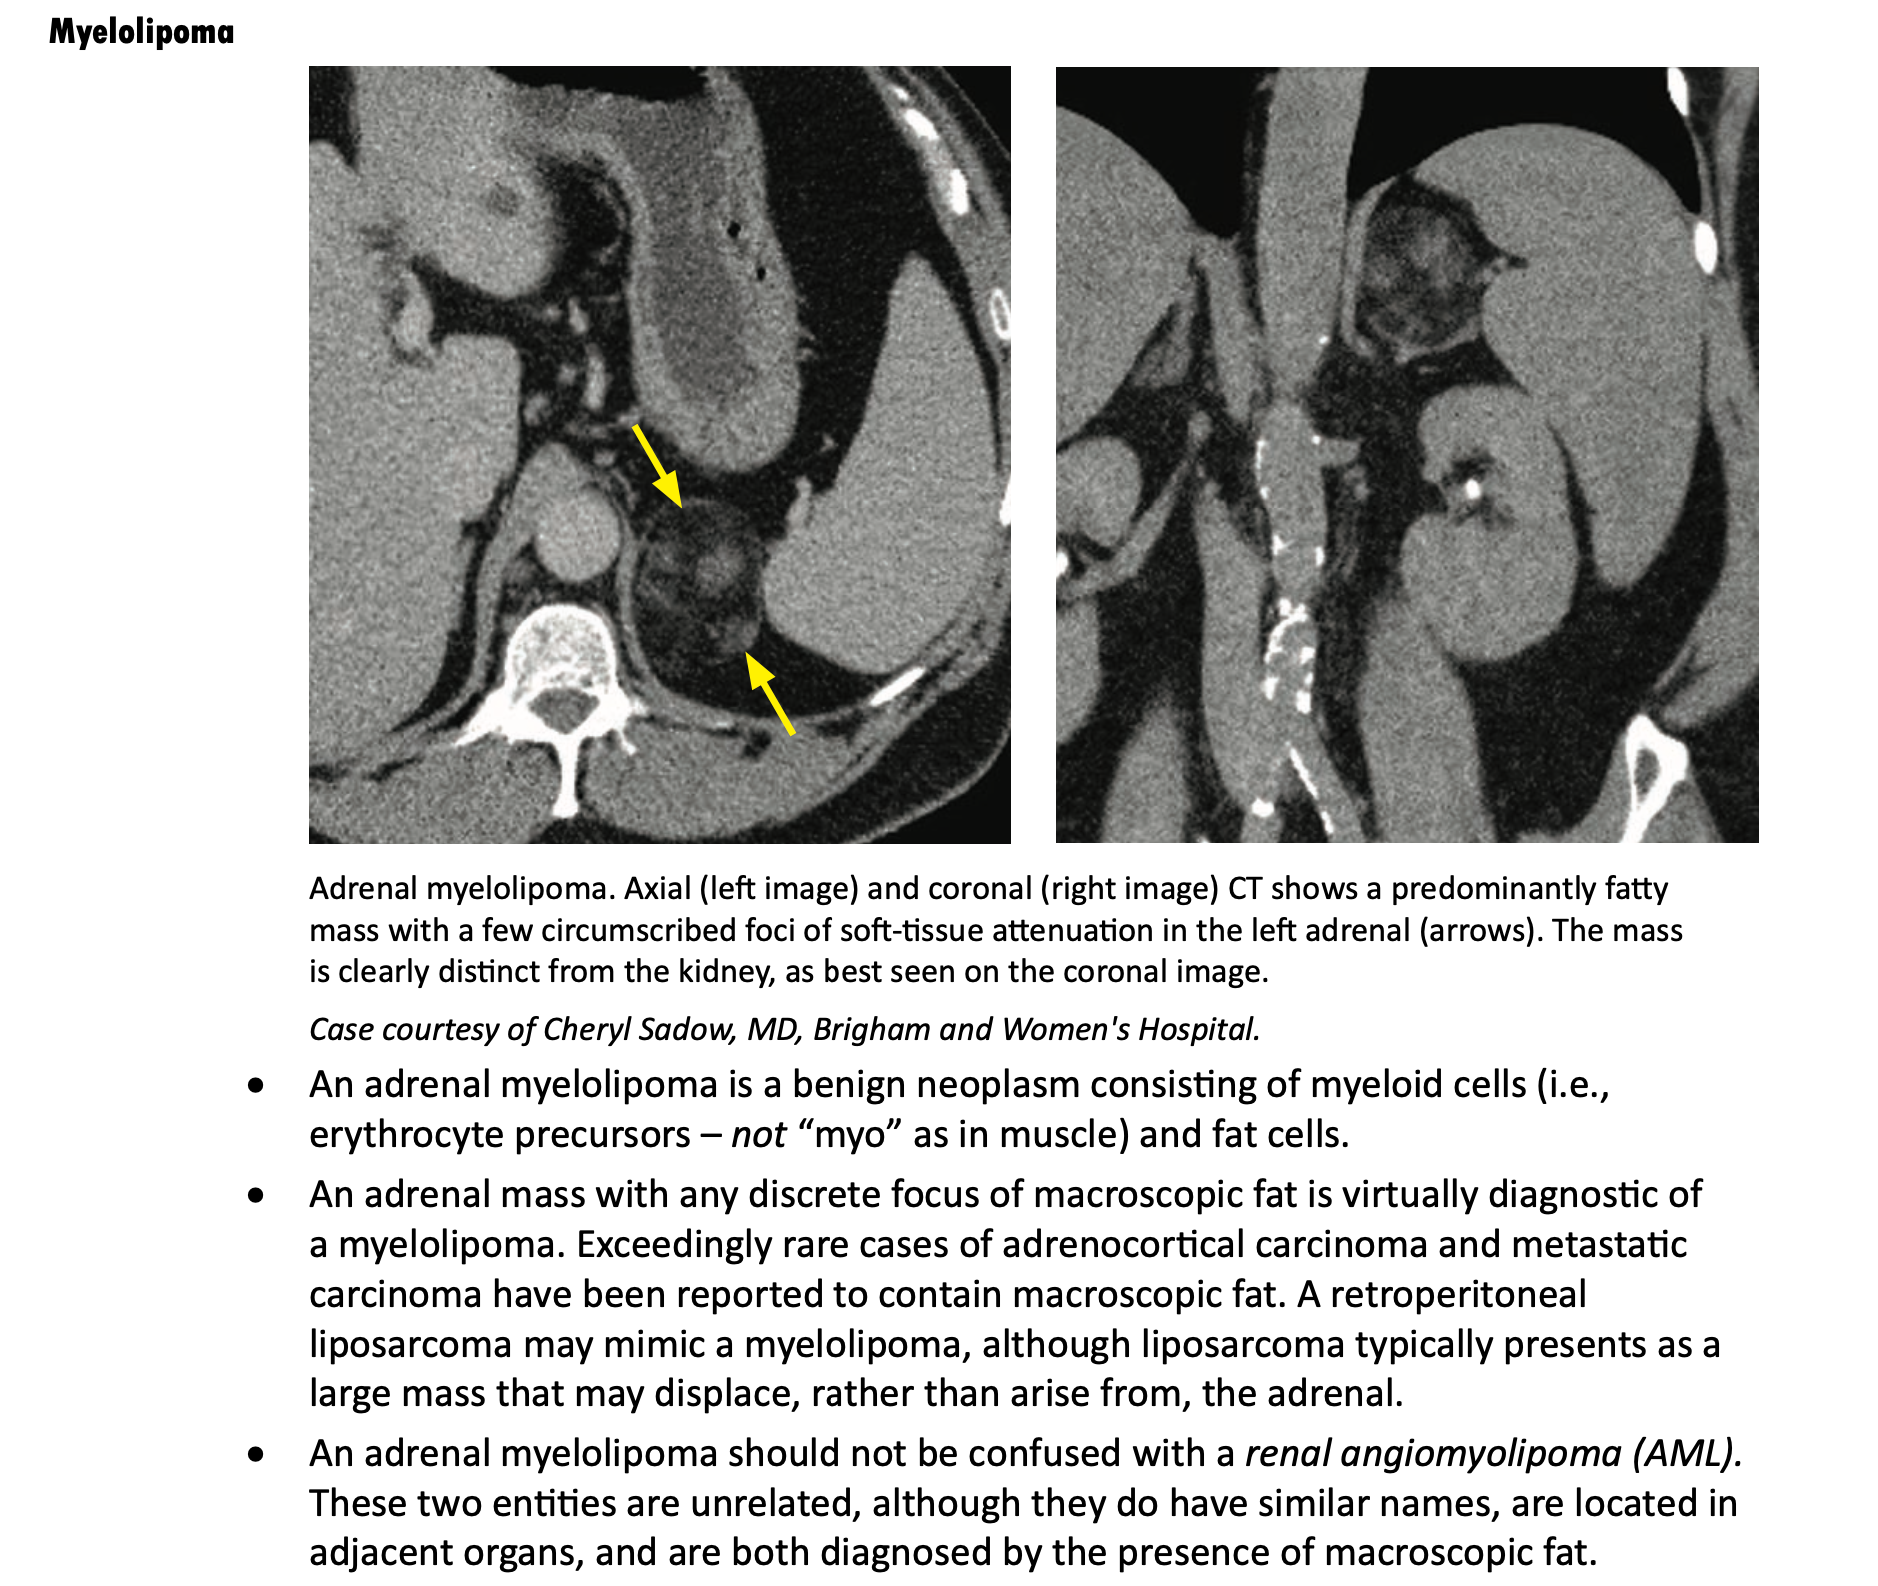 Myelolipoma
Adrenal myelolipoma. Axial (left image) and coronal (right image) CT shows a predominantly fatty
mass with a few circumscribed foci of soft-tissue attenuation in the left adrenal (arrows). The mass
is clearly distinct from the kidney, as best seen on the coronal image.
Case courtesy of Cheryl Sadow, MD, Brigham and Women's Hospital.
• An adrenal myelolipoma is a benign neoplasm consisting of myeloid cells (i.e.,
erythrocyte precursors – not “myo” as in muscle) and fat cells.
• An adrenal mass with any discrete focus of macroscopic fat is virtually diagnostic of
a myelolipoma. Exceedingly rare cases of adrenocortical carcinoma and metastatic
carcinoma have been reported to contain macroscopic fat. A retroperitoneal
liposarcoma may mimic a myelolipoma, although liposarcoma typically presents as a
large mass that may displace, rather than arise from, the adrenal.
• An adrenal myelolipoma should not be confused with a renal angiomyolipoma (AML).
These two entities are unrelated, although they do have similar names, are located in
adjacent organs, and are both diagnosed by the presence of macroscopic fat.